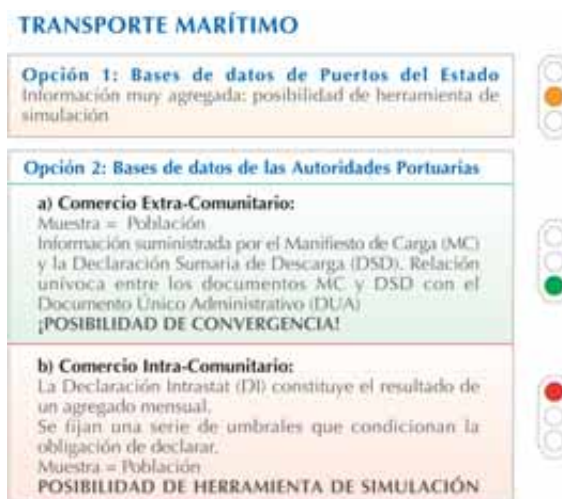 TRANSPORTE MARÍTIMO
Opción 1: Bases de datos de Puertos del Estado
Información muy agregada: posibilidad de herramienta de
simulación
Opción 2: Bases de datos de las Autoridades Portuarias
a) Comercio Extra-Comunitario:
Muestra = Población
Información suministrada por el Manifiesto de Carga (MC)
y la Declaración Sumaria de Descarga (DSD). Relación
unívoca entre los documentos MC y DSD con el
Documento Único Administrativo (DUA)
¡POSIBILIDAD DE CONVERGENCIA!
b) Comercio Intra-Comunitario:
La Declaración Intrastat (DI) constituye el resultado de
un agregado mensual.
Se fijan una serie de umbrales que condicionan la
obligación de declarar.
Muestra = Población
POSIBILIDAD DE HERRAMIENTA DE SIMULACIÓN